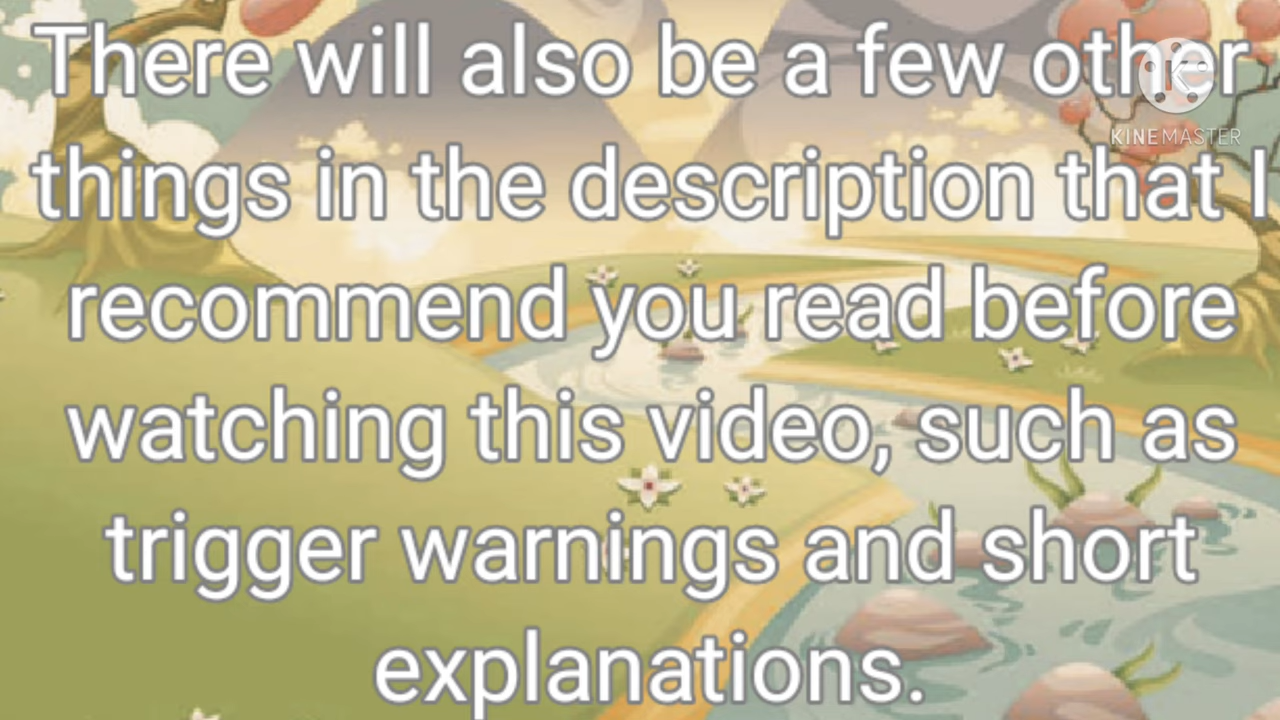 There will also be a few other
KINEMASTER
things in the description that I
recommend you read before
watching this video, such as
trigger warnings and short
explanations.